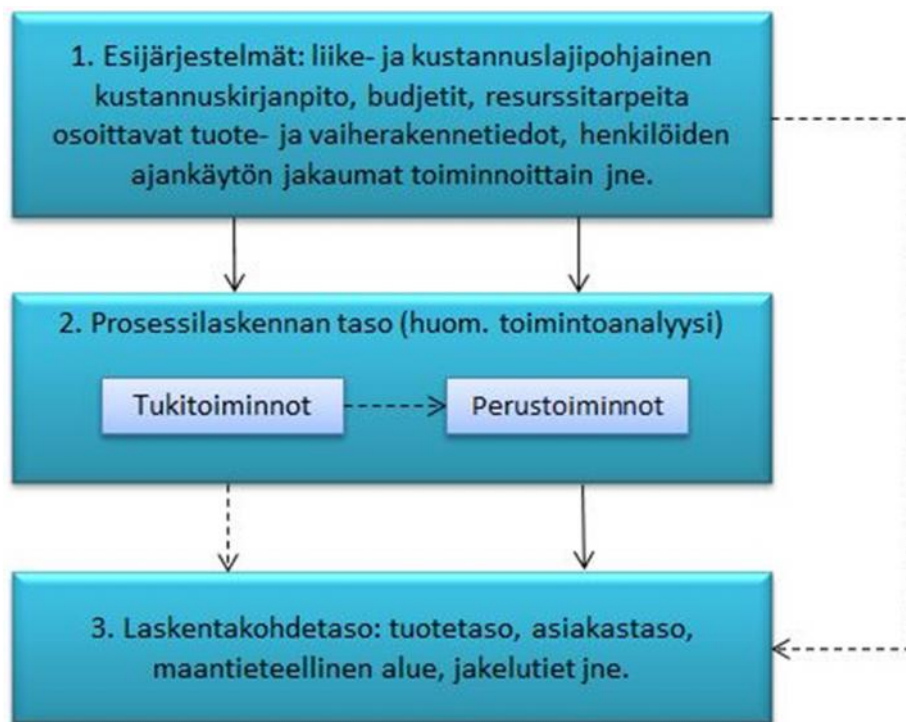 1. Esijärjestelmät: liike- ja kustannuslajipohjainen
kustannuskirjanpito, budjetit, resurssitarpeita
osoittavat tuote- ja vaiherakennetiedot, henkilöiden
ajankäytön jakaumat toiminnoittain jne.
2. Prosessilaskennan taso (huom. toimintoanalyysi)
Tukitoiminnot
Perustoiminnot
3. Laskentakohdetaso: tuotetaso, asiakastaso,
maantieteellinen alue, jakelutiet jne.